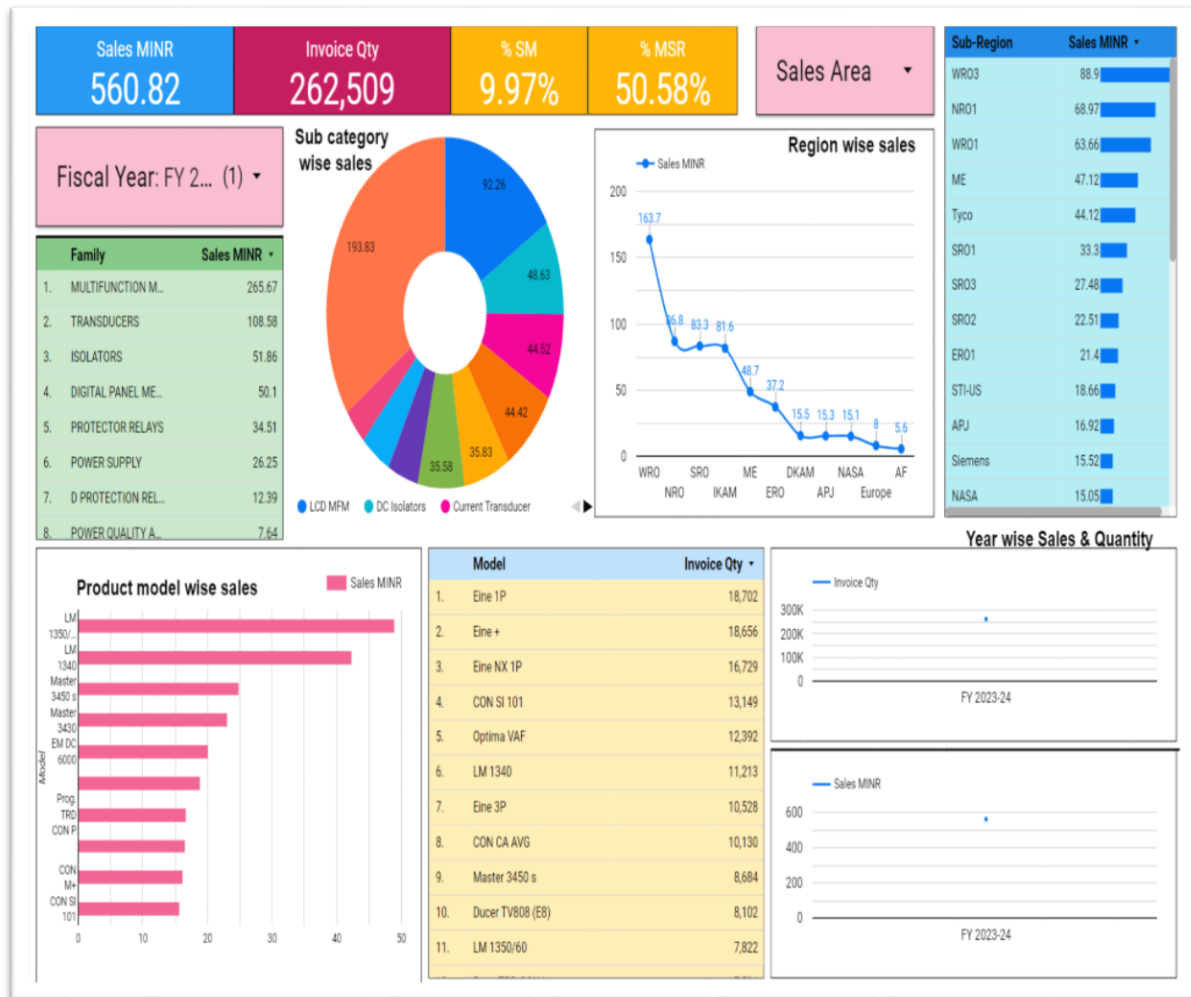 Sales MINR
560.82
Invoice Qty
262,509
% SM
9.97%
% MSR
50.58%
Sales Area
Fiscal Year: FY 2... (1)
Family Sales MINR
1. MULTIFUNCTION M... 265.67
2. TRANSDUCERS 108.58
3. ISOLATORS 51.86
4. DIGITAL PANEL ME... 50.1
5. PROTECTOR RELAYS 34.51
6. POWER SUPPLY 26.25
7. D PROTECTION REL... 12.39
8. POWER QUALITY A... 7.64
Sub category
wise sales
92.26
48.63
44.52
44.42
35.83
35.58
193.83
LCD MFM DC Isolators Current Transducer
Region wise sales
Sales MINR
200
150
100
50
0
163.7
86.8
83.3
81.6
48.7
37.2
15.5
15.3
15.1
8
5.6
WRO SRO ME DKAM NASA AF
NRO IKAM ERO APJ Europe
Sub-Region Sales MINR
WRO3 88.9
NRO1 68.97
WRO1 63.66
ME 47.12
Tyco 44.12
SRO1 33.3
SRO3 27.48
SRO2 22.51
ERO1 21.4
STI-US 18.66
APJ 16.92
Siemens 15.52
NASA 15.05
Product model wise sales
Sales MINR
Model
LM
1350/...
LM
1340
Master
3450 s
Master
3430
EM DC
6000
Prog.
TRD
CON P
CON
M+
CON SI
101
0 10 20 30 40 50
Model Invoice Qty
1. Eine 1P 18,702
2. Eine + 18,656
3. Eine NX 1P 16,729
4. CON SI 101 13,149
5. Optima VAF 12,392
6. LM 1340 11,213
7. Eine 3P 10,528
8. CON CA AVG 10,130
9. Master 3450 s 8,684
10. Ducer TV808 (E8) 8,102
11. LM 1350/60 7,822
Year wise Sales & Quantity
Invoice Qty
300K
200K
100K
0
FY 2023-24
Sales MINR
600
400
200
0
FY 2023-24